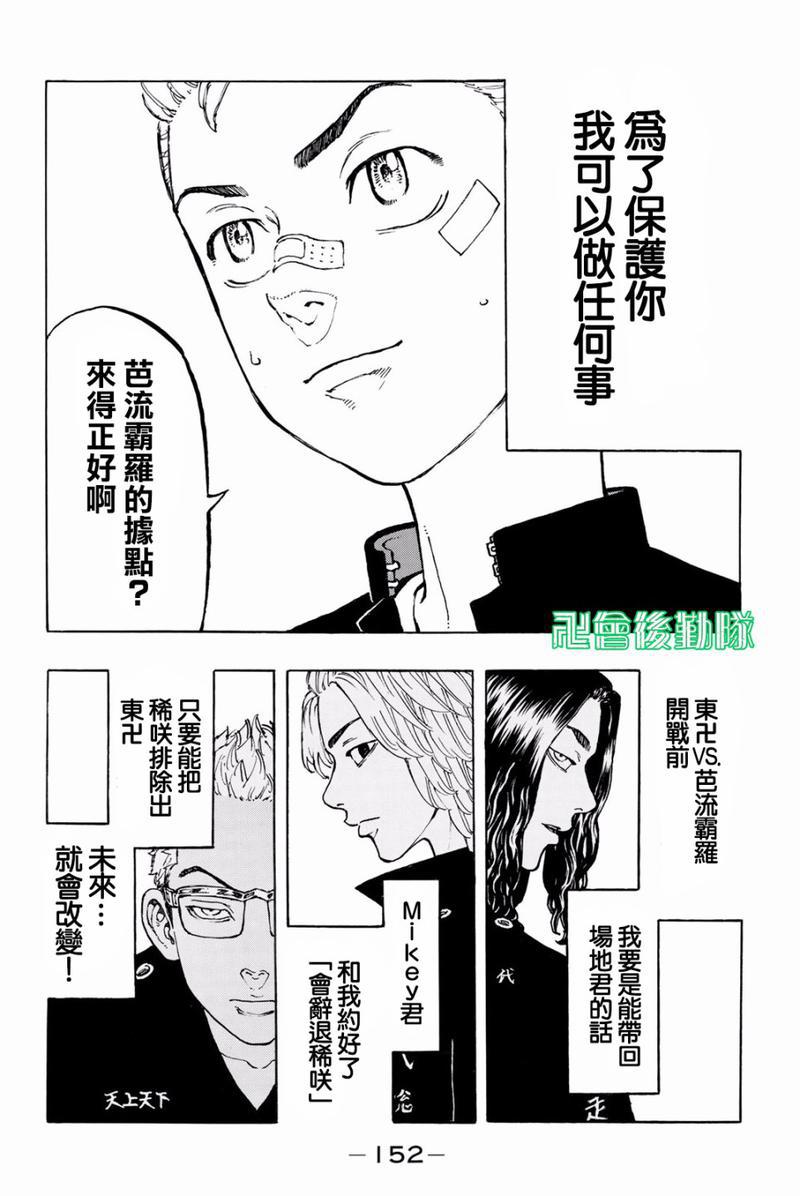 為了保護你
我可以做任何事
芭流霸羅的據點？
來得正好啊
卍會後勤隊
東卍VS.芭流霸羅
開戰前
我要是能帶回
場地君的話
代
走
Mikey君
和我約好了
「會辭退稀咲」
只要能把
稀咲排除出
東卍
未來…
就會改變！
天上天下
—152—